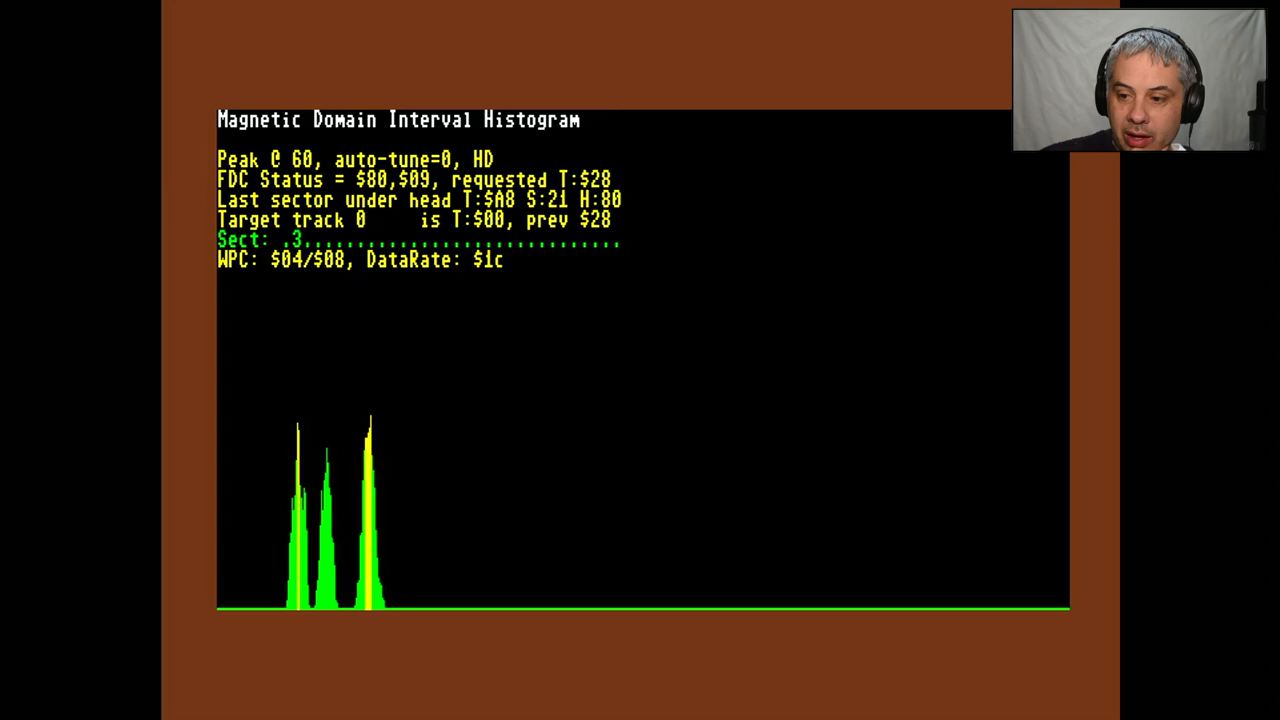 Magnetic Domain Interval Histogram
Peak @ 60, auto-tune=0, HD
FDC Status = $80,$09, requested T:$28
Last sector under head T:$A8 S:21 H:80
Target track 0 is T:$00, prev $28
Sect: .3..............................
WPC: $04/$08, DataRate: $1c